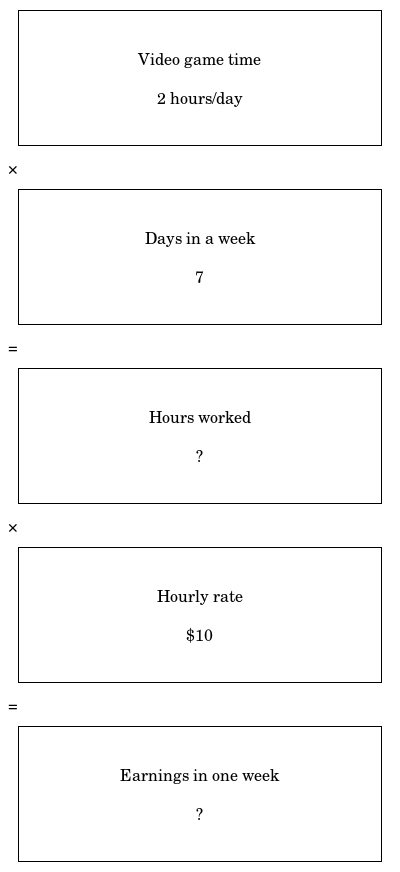 Video game time
2 hours/day
×
Days in a week
7
=
Hours worked
?
×
Hourly rate
$10
=
Earnings in one week
?